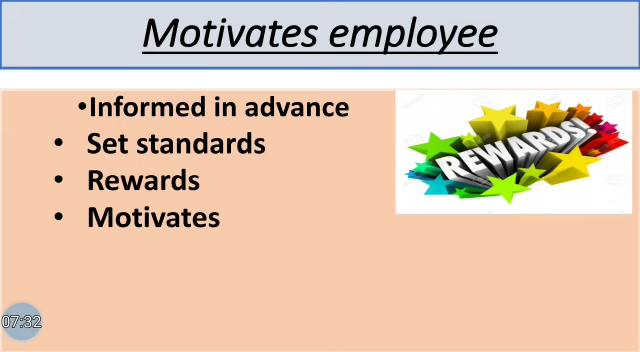 Motivates employee
•Informed in advance
• Set standards
• Rewards
• Motivates
REWARDS!
07:32